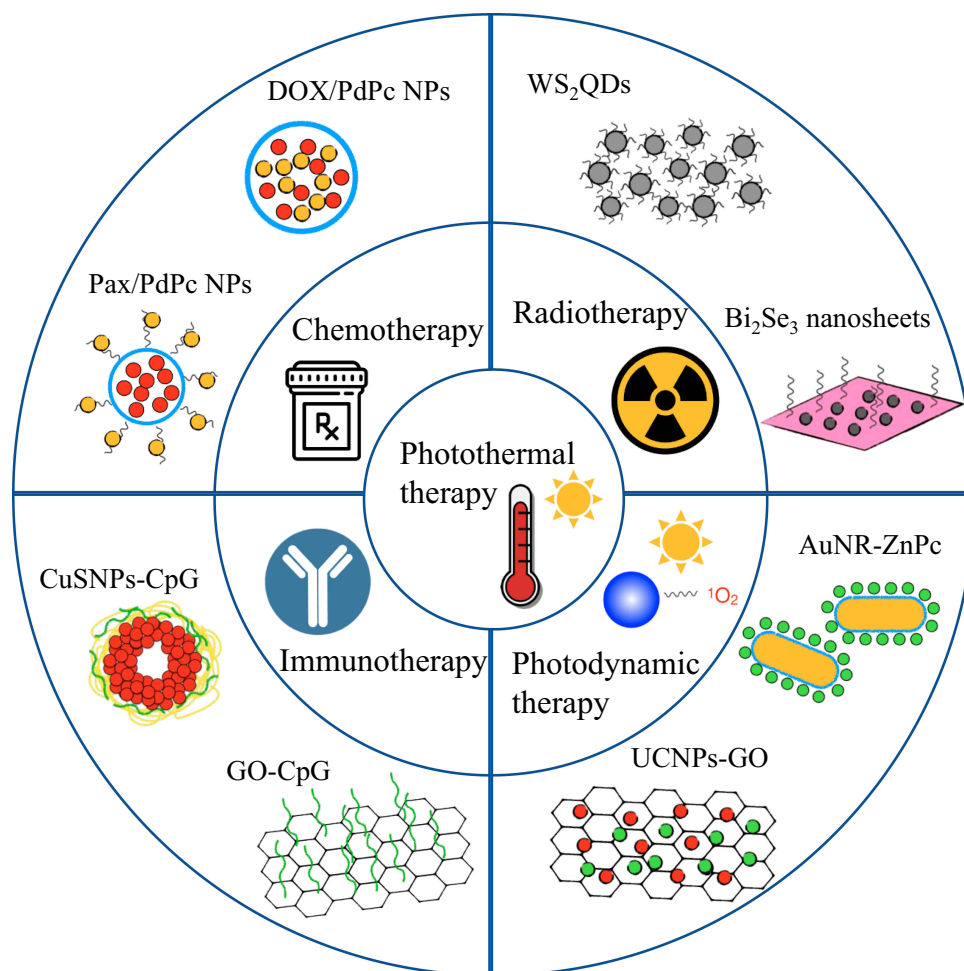 DOX/PdPc NPs
WS₂QDs
Pax/PdPc NPs
Chemotherapy
Rx
Radiotherapy
Bi₂Se₃ nanosheets
Photothermal
therapy
CuSNPs-CpG
Immunotherapy
¹O₂
Photodynamic
therapy
AuNR-ZnPc
GO-CpG
UCNPs-GO